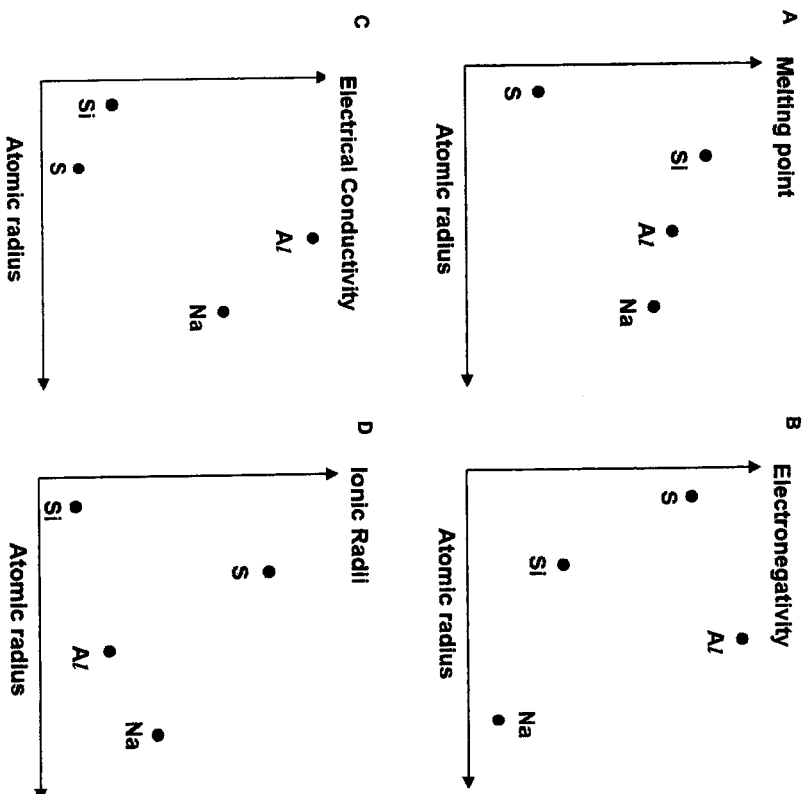 A Melting point
S
Si
Al
Na
Atomic radius
B Electronegativity
S
Si
Al
Na
Atomic radius
C Electrical Conductivity
Si
S
Al
Na
Atomic radius
D Ionic Radii
Si
S
Al
Na
Atomic radius